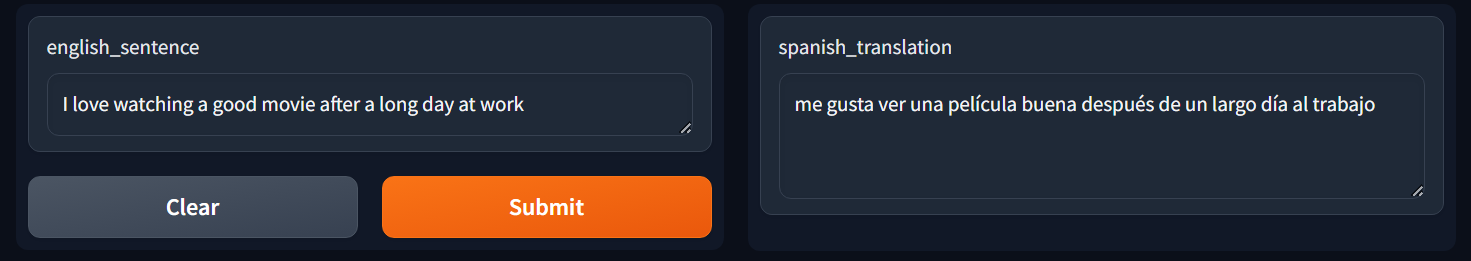 english_sentence
I love watching a good movie after a long day at work
Clear
Submit
spanish_translation
me gusta ver una película buena después de un largo día al trabajo